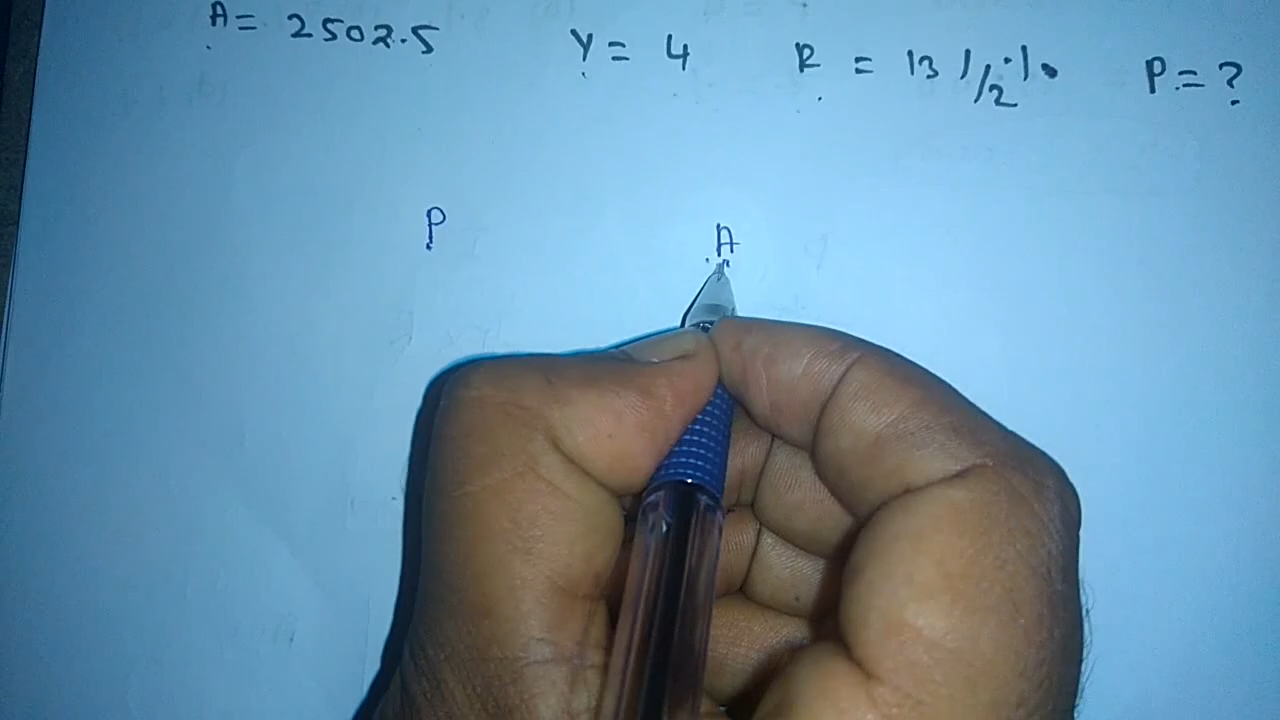 A = 2502.5 Y = 4 R = 13 1/2 % P = ?
P A